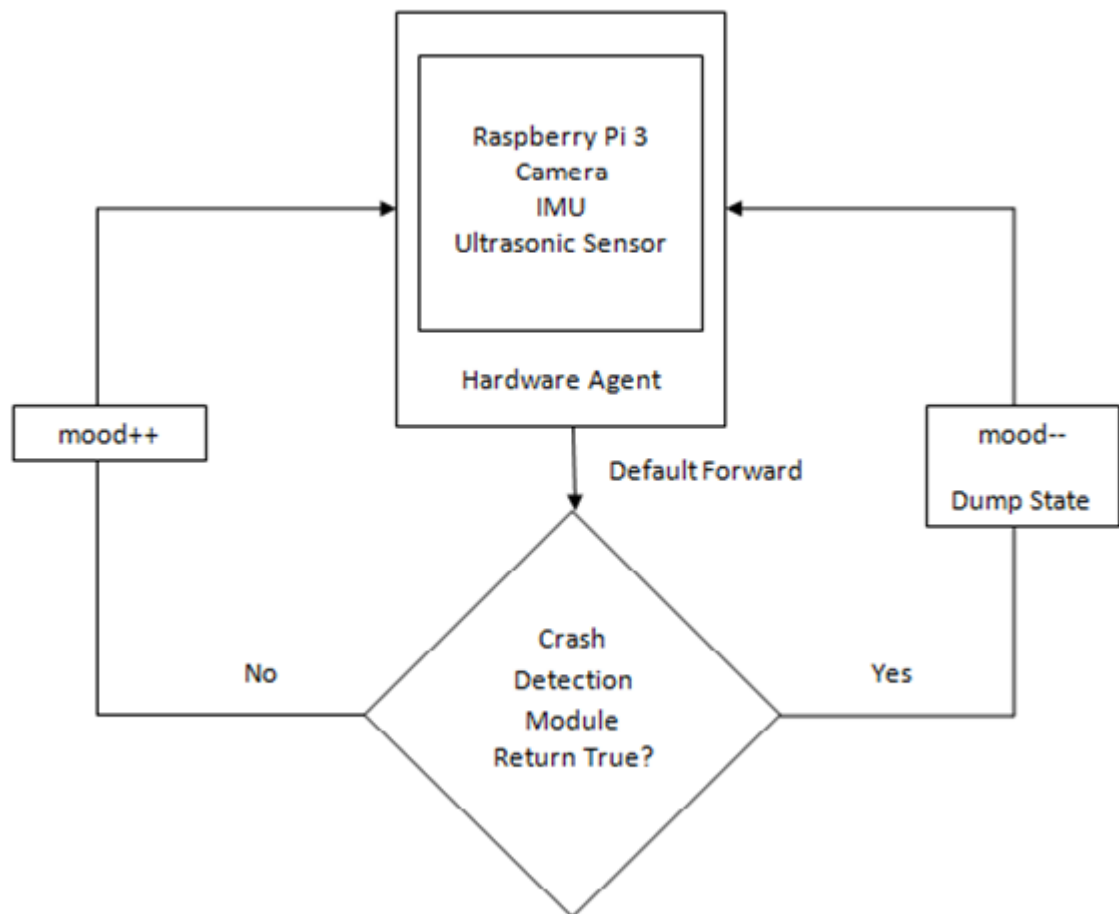 Raspberry Pi 3
Camera
IMU
Ultrasonic Sensor
Hardware Agent
mood++
mood--
Dump State
Default Forward
Crash
Detection
Module
Return True?
No
Yes